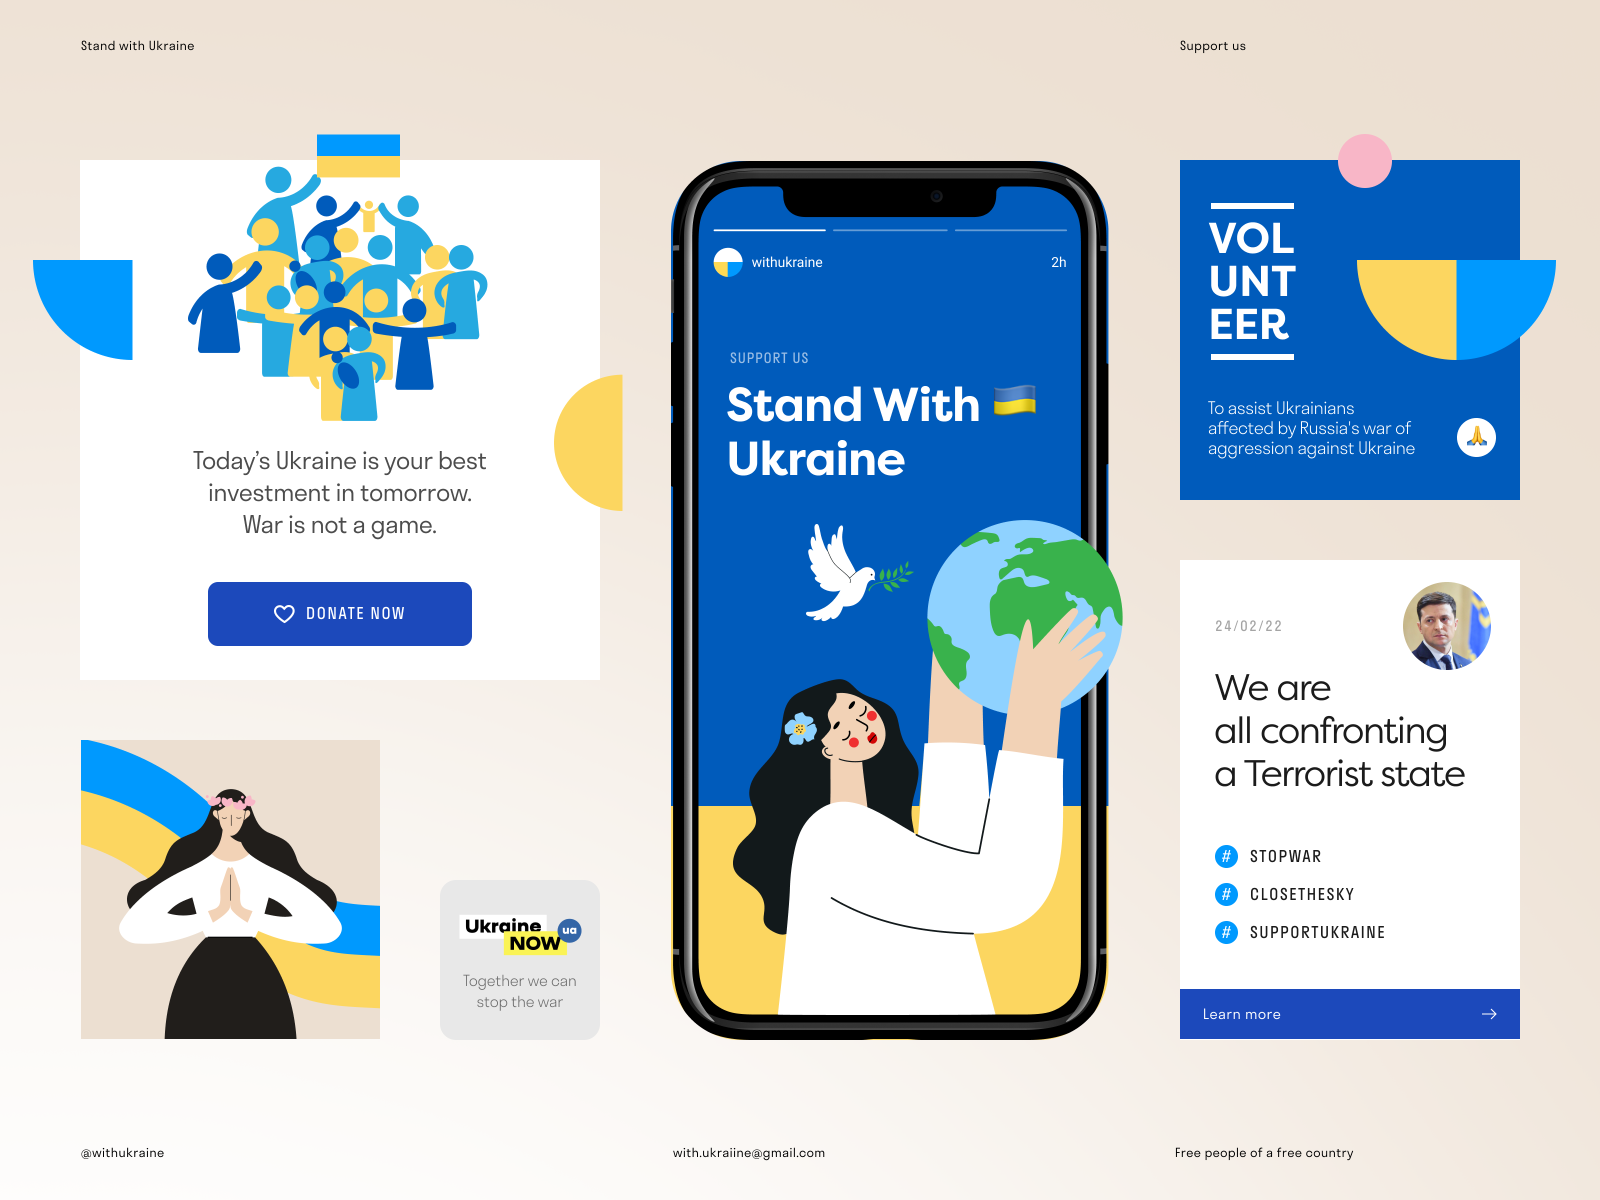 Stand with Ukraine
Support us
Today's Ukraine is your best
investment in tomorrow.
War is not a game.
DONATE NOW
Ukraine
NOW
ua
Together we can
stop the war
withukraine
2h
SUPPORT US
Stand With 🇺🇦
Ukraine
VOL
UNT
EER
To assist Ukrainians
affected by Russia's war of
aggression against Ukraine
24/02/22
We are
all confronting
a Terrorist state
# STOPWAR
# CLOSETHESKY
# SUPPORTUKRAINE
Learn more →
@withukraine
with.ukraiine@gmail.com
Free people of a free country